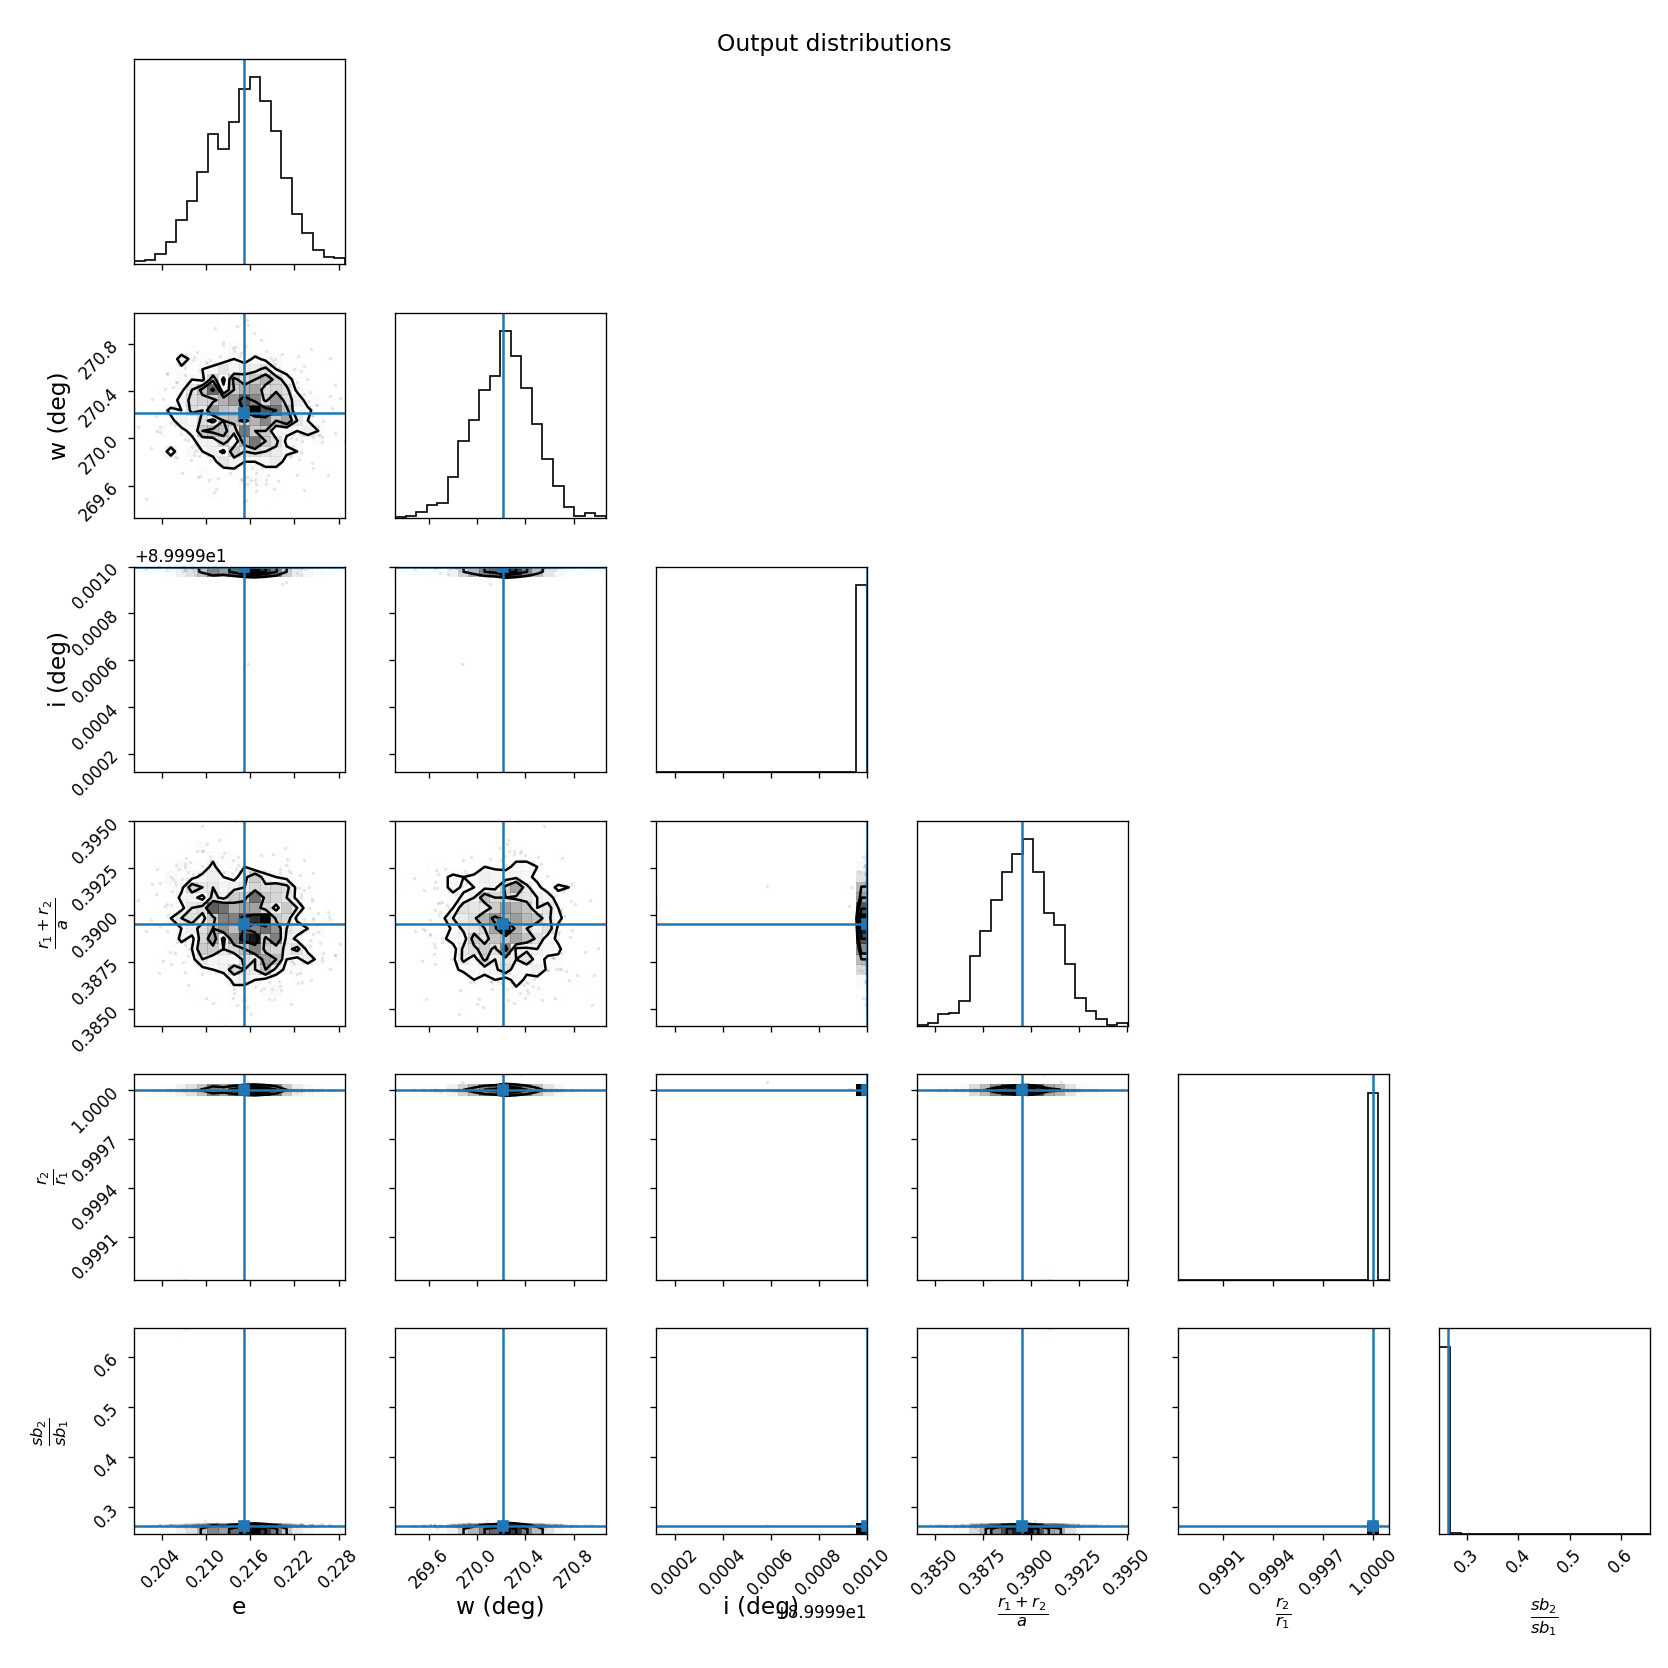 Output distributions
w (deg)
270.8
270.4
270.0
269.6
+8.9999e1
i (deg)
0.0010
0.0008
0.0006
0.0004
0.0002
r₁ + r₂
a
0.3950
0.3925
0.3900
0.3875
0.3850
r₂
r₁
1.0000
0.9997
0.9994
0.9991
sb₂
sb₁
0.6
0.5
0.4
0.3
0.204 0.210 0.216 0.222 0.228
269.6 270.0 270.4 270.8
0.0002 0.0004 0.0006 0.0008 0.0010
0.3850 0.3875 0.3900 0.3925 0.3950
0.9991 0.9994 0.9997 1.0000
0.3 0.4 0.5 0.6
e
w (deg)
i (deg)
+8.9999e1
r₁ + r₂
a
r₂
r₁
sb₂
sb₁